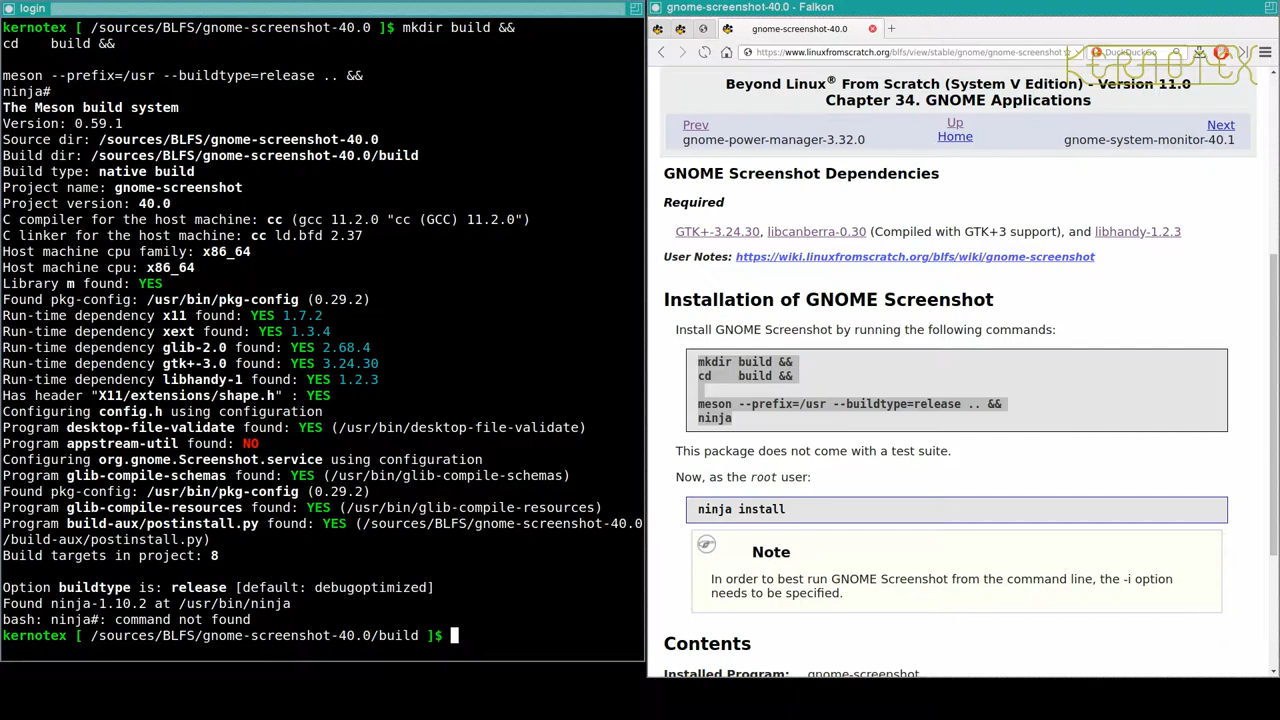 login
kernotex [ /sources/BLFS/gnome-screenshot-40.0 ]$ mkdir build &&
cd    build &&
meson --prefix=/usr --buildtype=release .. &&
ninja#
The Meson build system
Version: 0.59.1
Source dir: /sources/BLFS/gnome-screenshot-40.0
Build dir: /sources/BLFS/gnome-screenshot-40.0/build
Build type: native build
Project name: gnome-screenshot
Project version: 40.0
C compiler for the host machine: cc (gcc 11.2.0 "cc (GCC) 11.2.0")
C linker for the host machine: cc ld.bfd 2.37
Host machine cpu family: x86_64
Host machine cpu: x86_64
Library m found: YES
Found pkg-config: /usr/bin/pkg-config (0.29.2)
Run-time dependency x11 found: YES 1.7.2
Run-time dependency xext found: YES 1.3.4
Run-time dependency glib-2.0 found: YES 2.68.4
Run-time dependency gtk+-3.0 found: YES 3.24.30
Run-time dependency libhandy-1 found: YES 1.2.3
Has header "X11/extensions/shape.h" : YES
Configuring config.h using configuration
Program desktop-file-validate found: YES (/usr/bin/desktop-file-validate)
Program appstream-util found: NO
Configuring org.gnome.Screenshot.service using configuration
Program glib-compile-schemas found: YES (/usr/bin/glib-compile-schemas)
Found pkg-config: /usr/bin/pkg-config (0.29.2)
Program glib-compile-resources found: YES (/usr/bin/glib-compile-resources)
Program build-aux/postinstall.py found: YES (/sources/BLFS/gnome-screenshot-40.0
/build-aux/postinstall.py)
Build targets in project: 8
Option buildtype is: release [default: debugoptimized]
Found ninja-1.10.2 at /usr/bin/ninja
bash: ninja#: command not found
kernotex [ /sources/BLFS/gnome-screenshot-40.0/build ]$
gnome-screenshot-40.0 - Falkon
gnome-screenshot-40.0
https://www.linuxfromscratch.org/blfs/view/stable/gnome/gnome-screenshot
DuckDuckGo
KERNOTEX
Beyond Linux® From Scratch (System V Edition) - Version 11.0
Chapter 34. GNOME Applications
Prev
Up
Next
gnome-power-manager-3.32.0
Home
gnome-system-monitor-40.1
GNOME Screenshot Dependencies
Required
GTK+-3.24.30, libcanberra-0.30 (Compiled with GTK+3 support), and libhandy-1.2.3
User Notes: https://wiki.linuxfromscratch.org/blfs/wiki/gnome-screenshot
Installation of GNOME Screenshot
Install GNOME Screenshot by running the following commands:
mkdir build &&
cd    build &&
meson --prefix=/usr --buildtype=release .. &&
ninja
This package does not come with a test suite.
Now, as the root user:
ninja install
Note
In order to best run GNOME Screenshot from the command line, the -i option
needs to be specified.
Contents
Installed Program: gnome-screenshot